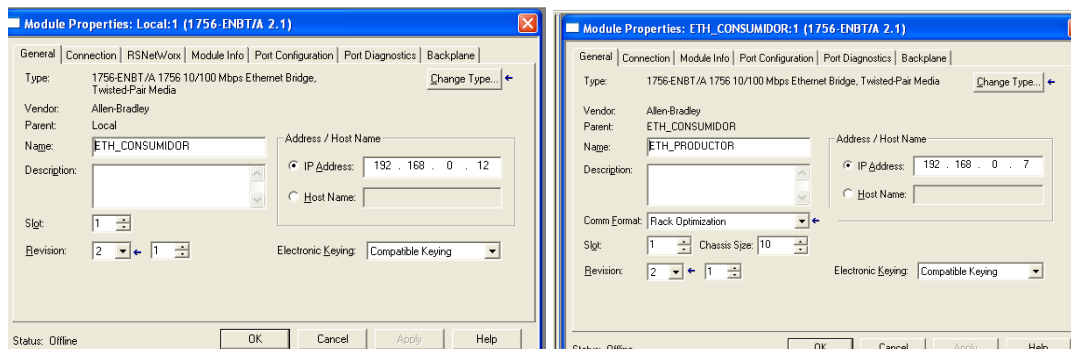 Module Properties: Local:1 (1756-ENBT/A 2.1)
General Connection RSNetWorx Module Info Port Configuration Port Diagnostics Backplane
Type: 1756-ENBT/A 1756 10/100 Mbps Ethernet Bridge,
Twisted-Pair Media
Change Type...
Vendor: Allen-Bradley
Parent: Local
Name: ETH_CONSUMIDOR
Address / Host Name
IP Address: 192 . 168 . 0 . 12
Description:
Host Name:
Slot: 1
Revision: 2 1
Electronic Keying: Compatible Keying
Status: Offline
OK Cancel Apply Help
Module Properties: ETH_CONSUMIDOR:1 (1756-ENBT/A 2.1)
General Connection Module Info Port Configuration Port Diagnostics Backplane
Type: 1756-ENBT/A 1756 10/100 Mbps Ethernet Bridge, Twisted-Pair Media
Change Type...
Vendor: Allen-Bradley
Parent: ETH_CONSUMIDOR
Name: ETH_PRODUCTOR
Address / Host Name
IP Address: 192 . 168 . 0 . 7
Description:
Host Name:
Comm Format: Rack Optimization
Slot: 1 Chassis Size: 10
Revision: 2 1
Electronic Keying: Compatible Keying
Status: Offline
OK Cancel Apply Help